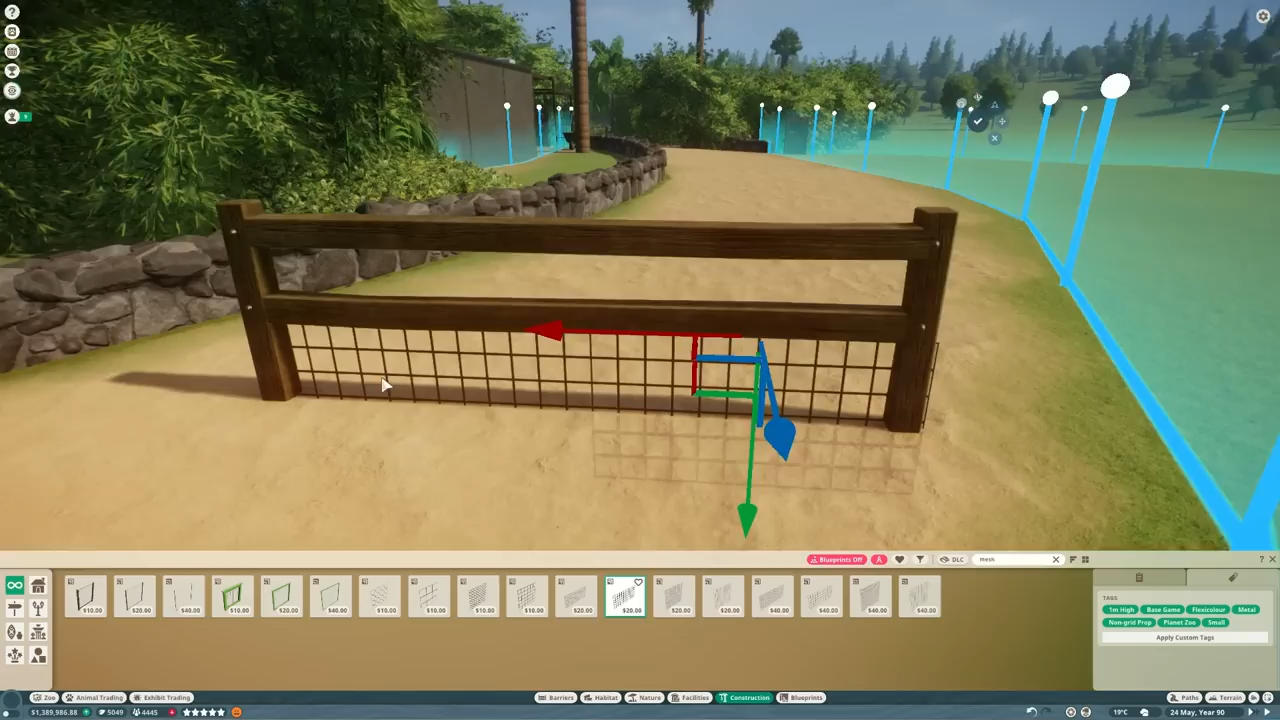 Blueprints Off
DLC
mesh
$10.00 $20.00 $40.00 $10.00 $20.00 $40.00 $10.00 $10.00 $10.00 $10.00 $20.00 $20.00 $20.00 $20.00 $40.00 $40.00 $40.00 $40.00
TAGS
1m High Base Game Flexicolour Metal
Non-grid Prop Planet Zoo Small
Apply Custom Tags
Zoo Animal Trading Exhibit Trading Barriers Habitat Nature Facilities Construction Blueprints Paths Terrain
$1,389,986.88 5049 4445 19°C 24 May, Year 90